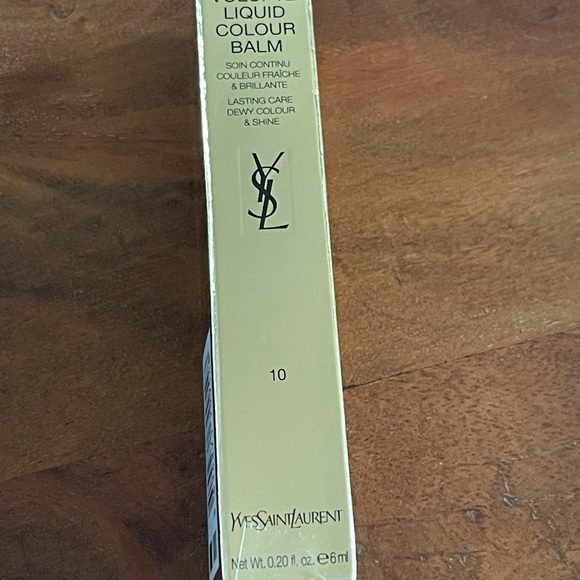 LIQUID
COLOUR
BALM
SOIN CONTINU
COULEUR FRAÎCHE
& BRILLANTE
LASTING CARE
DEWY COLOUR
& SHINE
YSL
10
YVESSAINTLAURENT
Net Wt. 0.20 fl. oz. ℮6ml